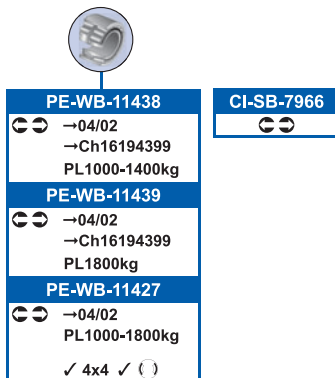 PE-WB-11438
→04/02
→Ch16194399
PL1000-1400kg
PE-WB-11439
→04/02
→Ch16194399
PL1800kg
PE-WB-11427
→04/02
PL1000-1800kg
✓ 4x4 ✓
CI-SB-7966